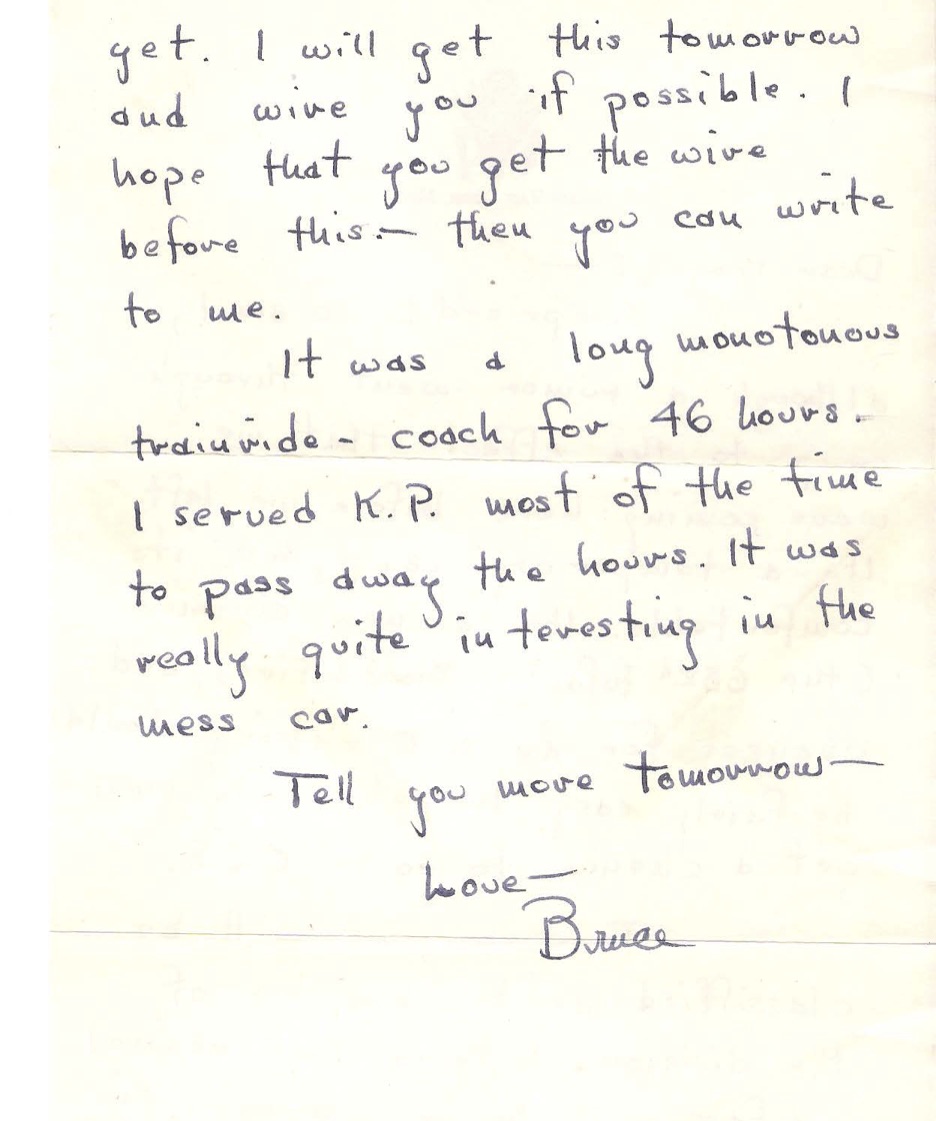 get. I will get this tomorrow
and wire you if possible. I
hope that you get the wire
before this.— then you can write
to me.
It was a long monotonous
trainride - coach for 46 hours.
I served K.P. most of the time
to pass away the hours. It was
really quite interesting in the
mess car.
Tell you more tomorrow—
Love—
Bruce